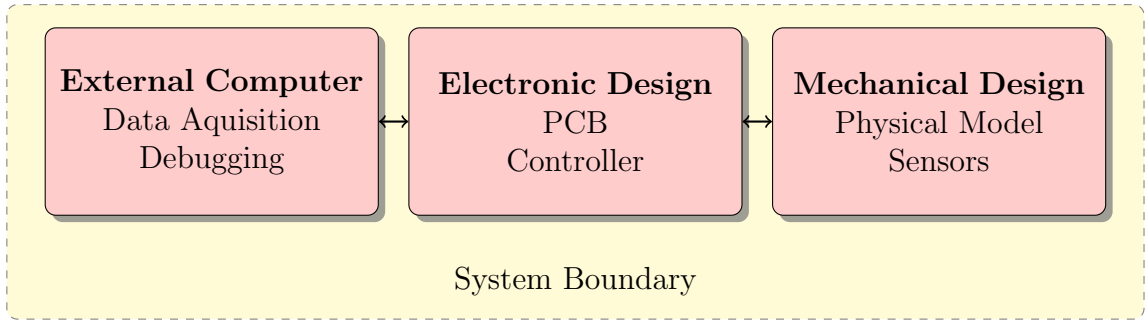 External Computer
Data Aquisition
Debugging
Electronic Design
PCB
Controller
Mechanical Design
Physical Model
Sensors
System Boundary